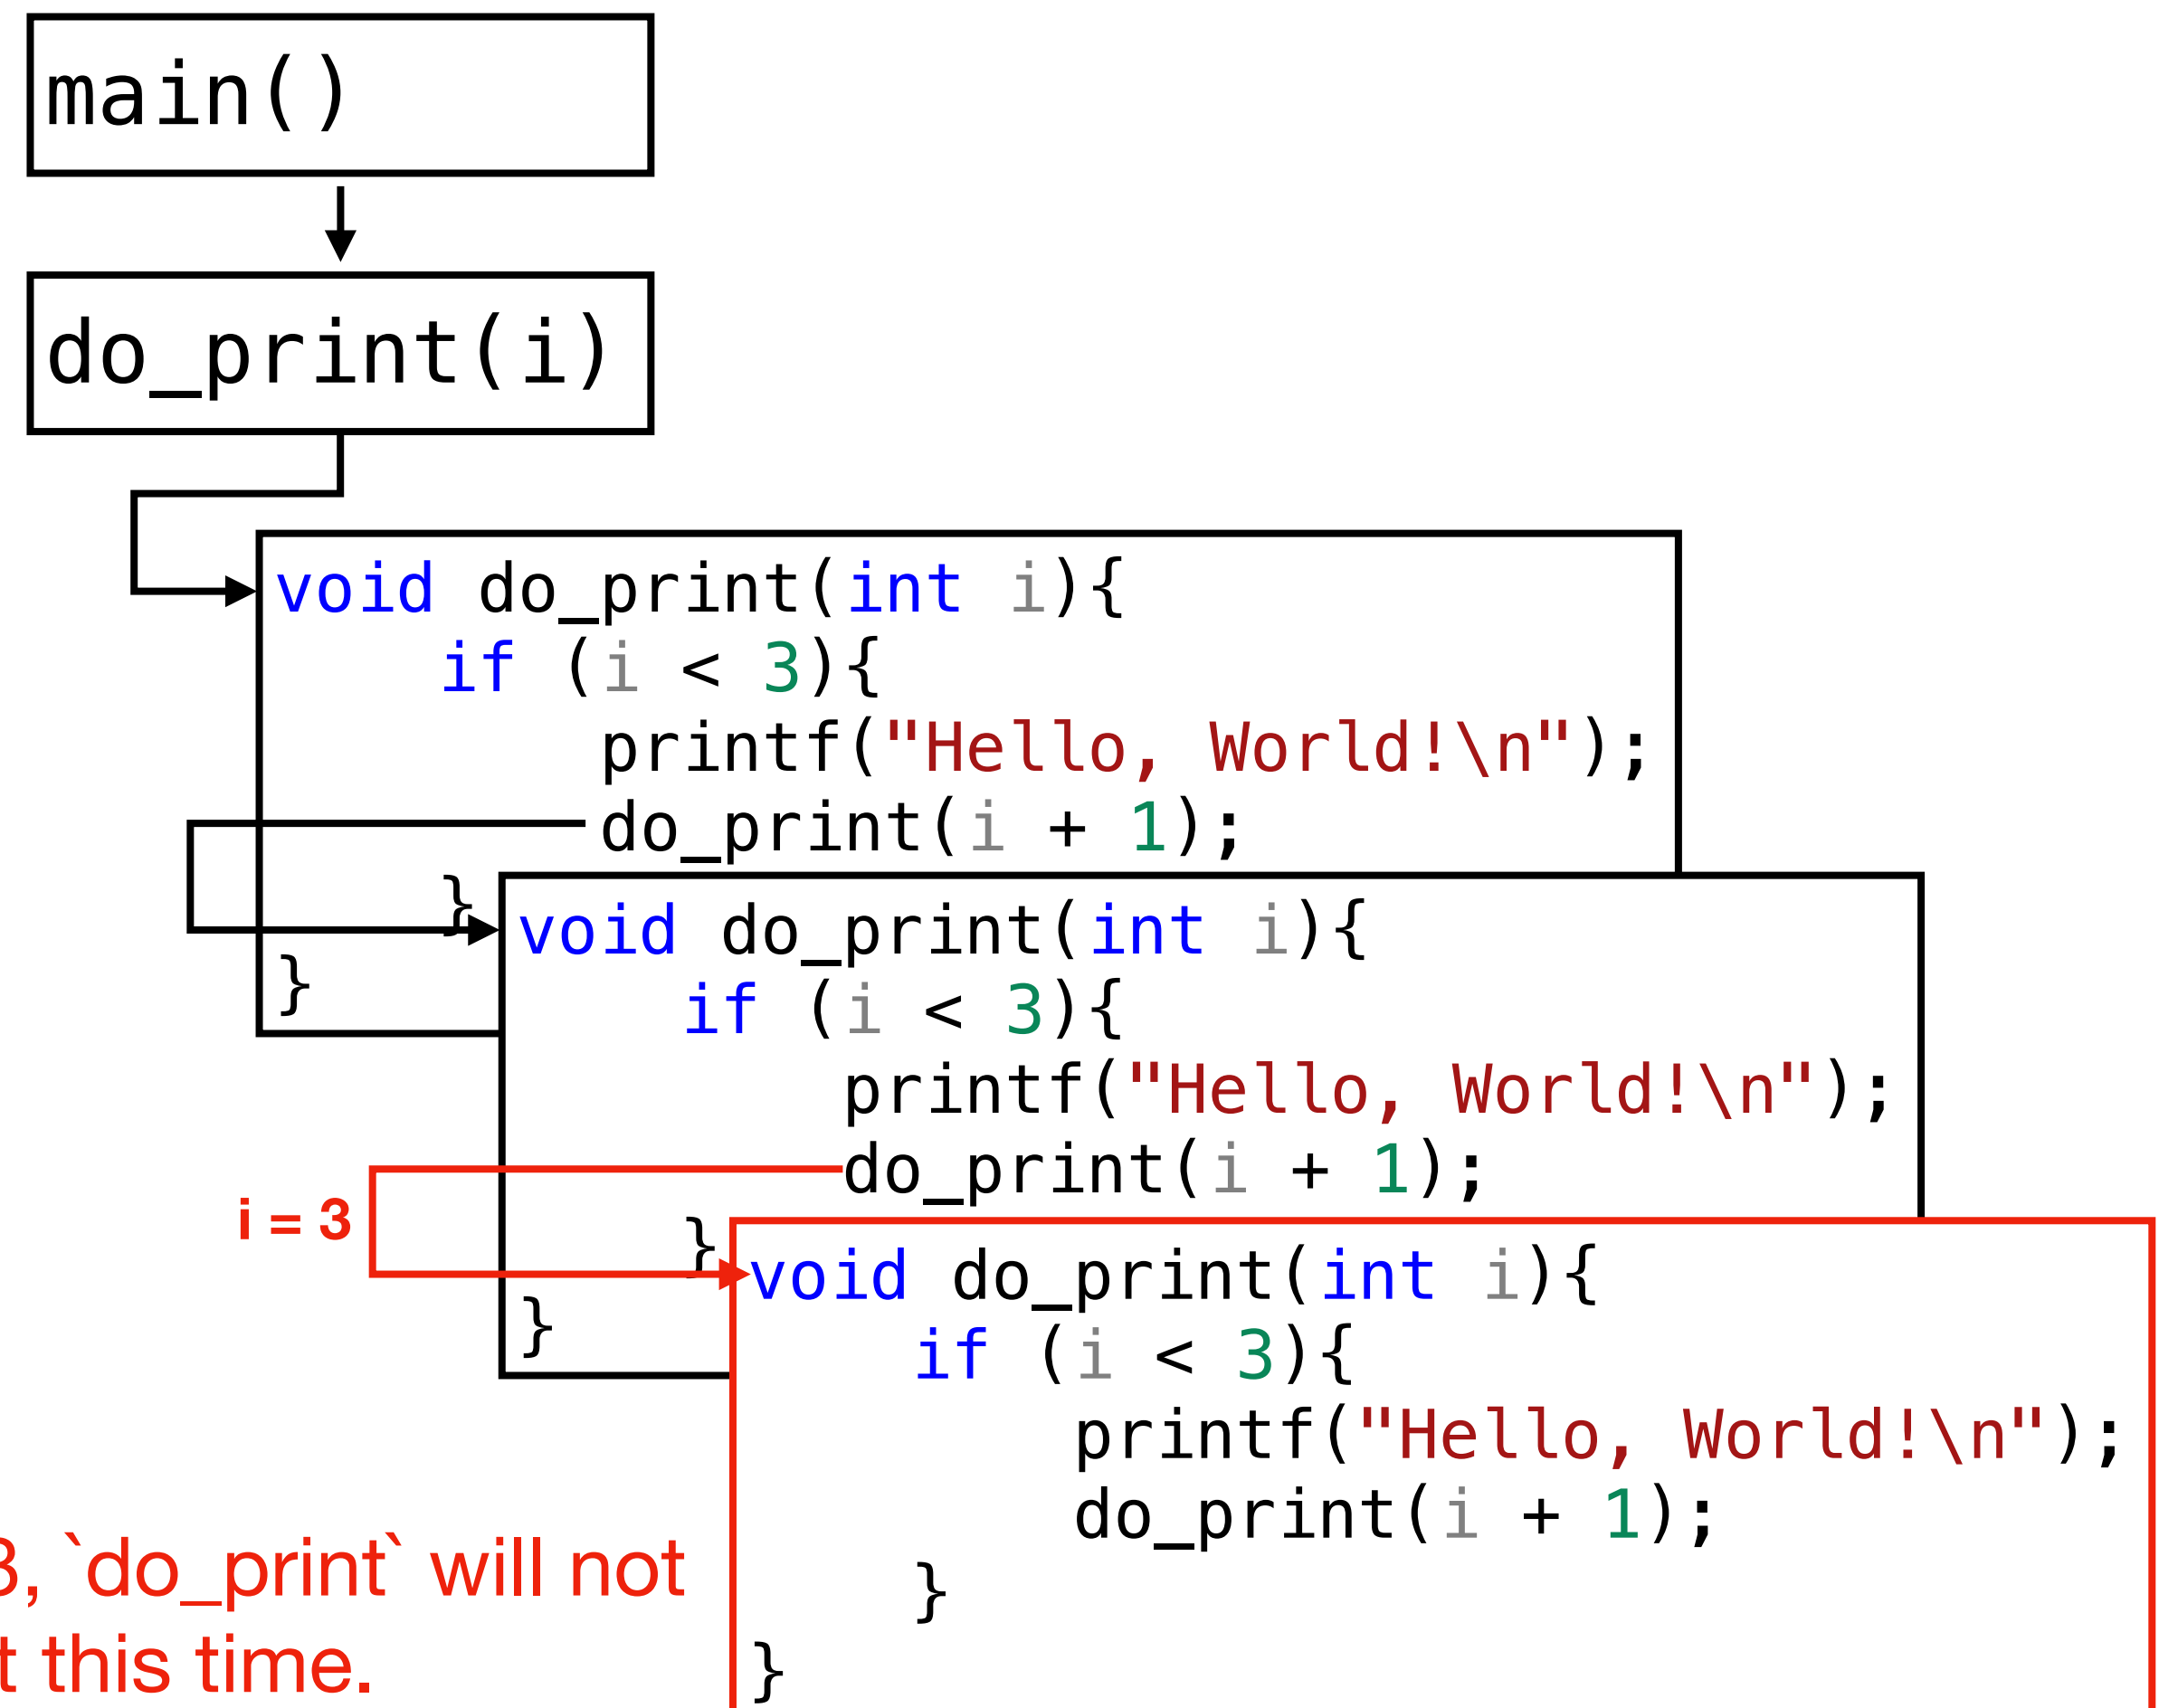 main()
do_print(i)
void do_print(int i){
    if (i < 3){
        printf("Hello, World!\n");
        do_print(i + 1);
    }
}
void do_print(int i){
    if (i < 3){
        printf("Hello, World!\n");
        do_print(i + 1);
    }
}
i = 3
void do_print(int i){
    if (i < 3){
        printf("Hello, World!\n");
        do_print(i + 1);
    }
}
3, `do_print` will not
t this time.